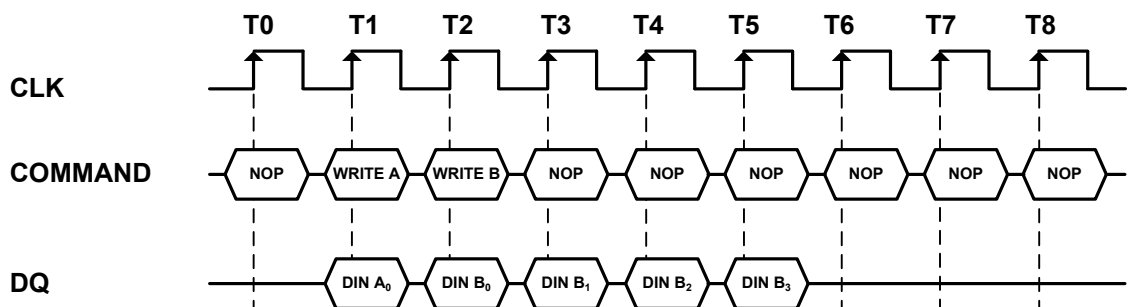 T0 T1 T2 T3 T4 T5 T6 T7 T8
CLK
COMMAND NOP WRITE A WRITE B NOP NOP NOP NOP NOP NOP
DQ DIN A₀ DIN B₀ DIN B₁ DIN B₂ DIN B₃